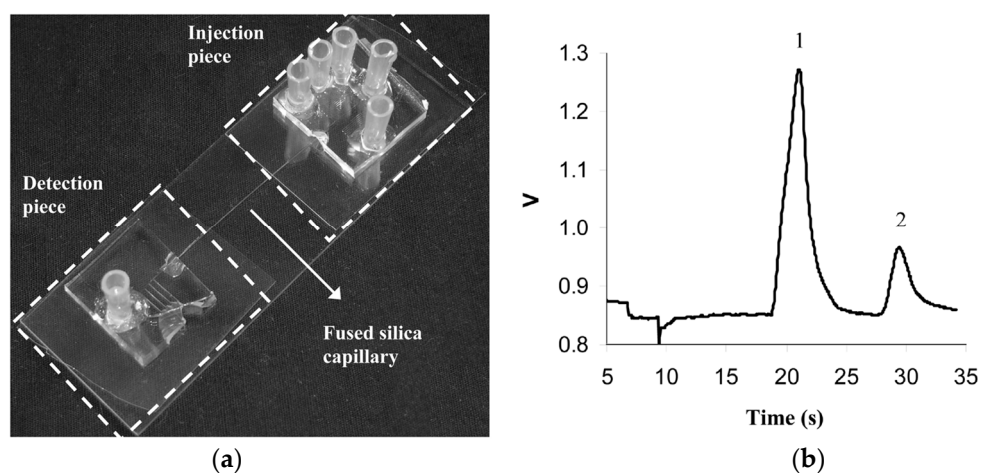 Injection
piece
Detection
piece
Fused silica
capillary
(a)
1
2
V
1.3
1.2
1.1
1.0
0.9
0.8
5 10 15 20 25 30 35
Time (s)
(b)